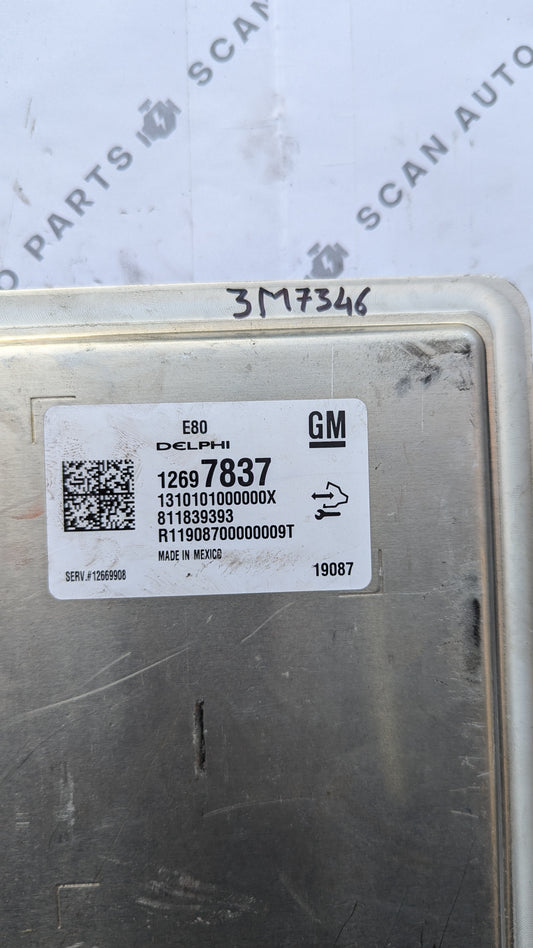 SCAN
O PARTS
SCAN AUTO
3M7346
E80
DELPHI
GM
12697837
1310101000000X
811839393
R11908700000009T
MADE IN MEXICO
SERV.#12669908
19087